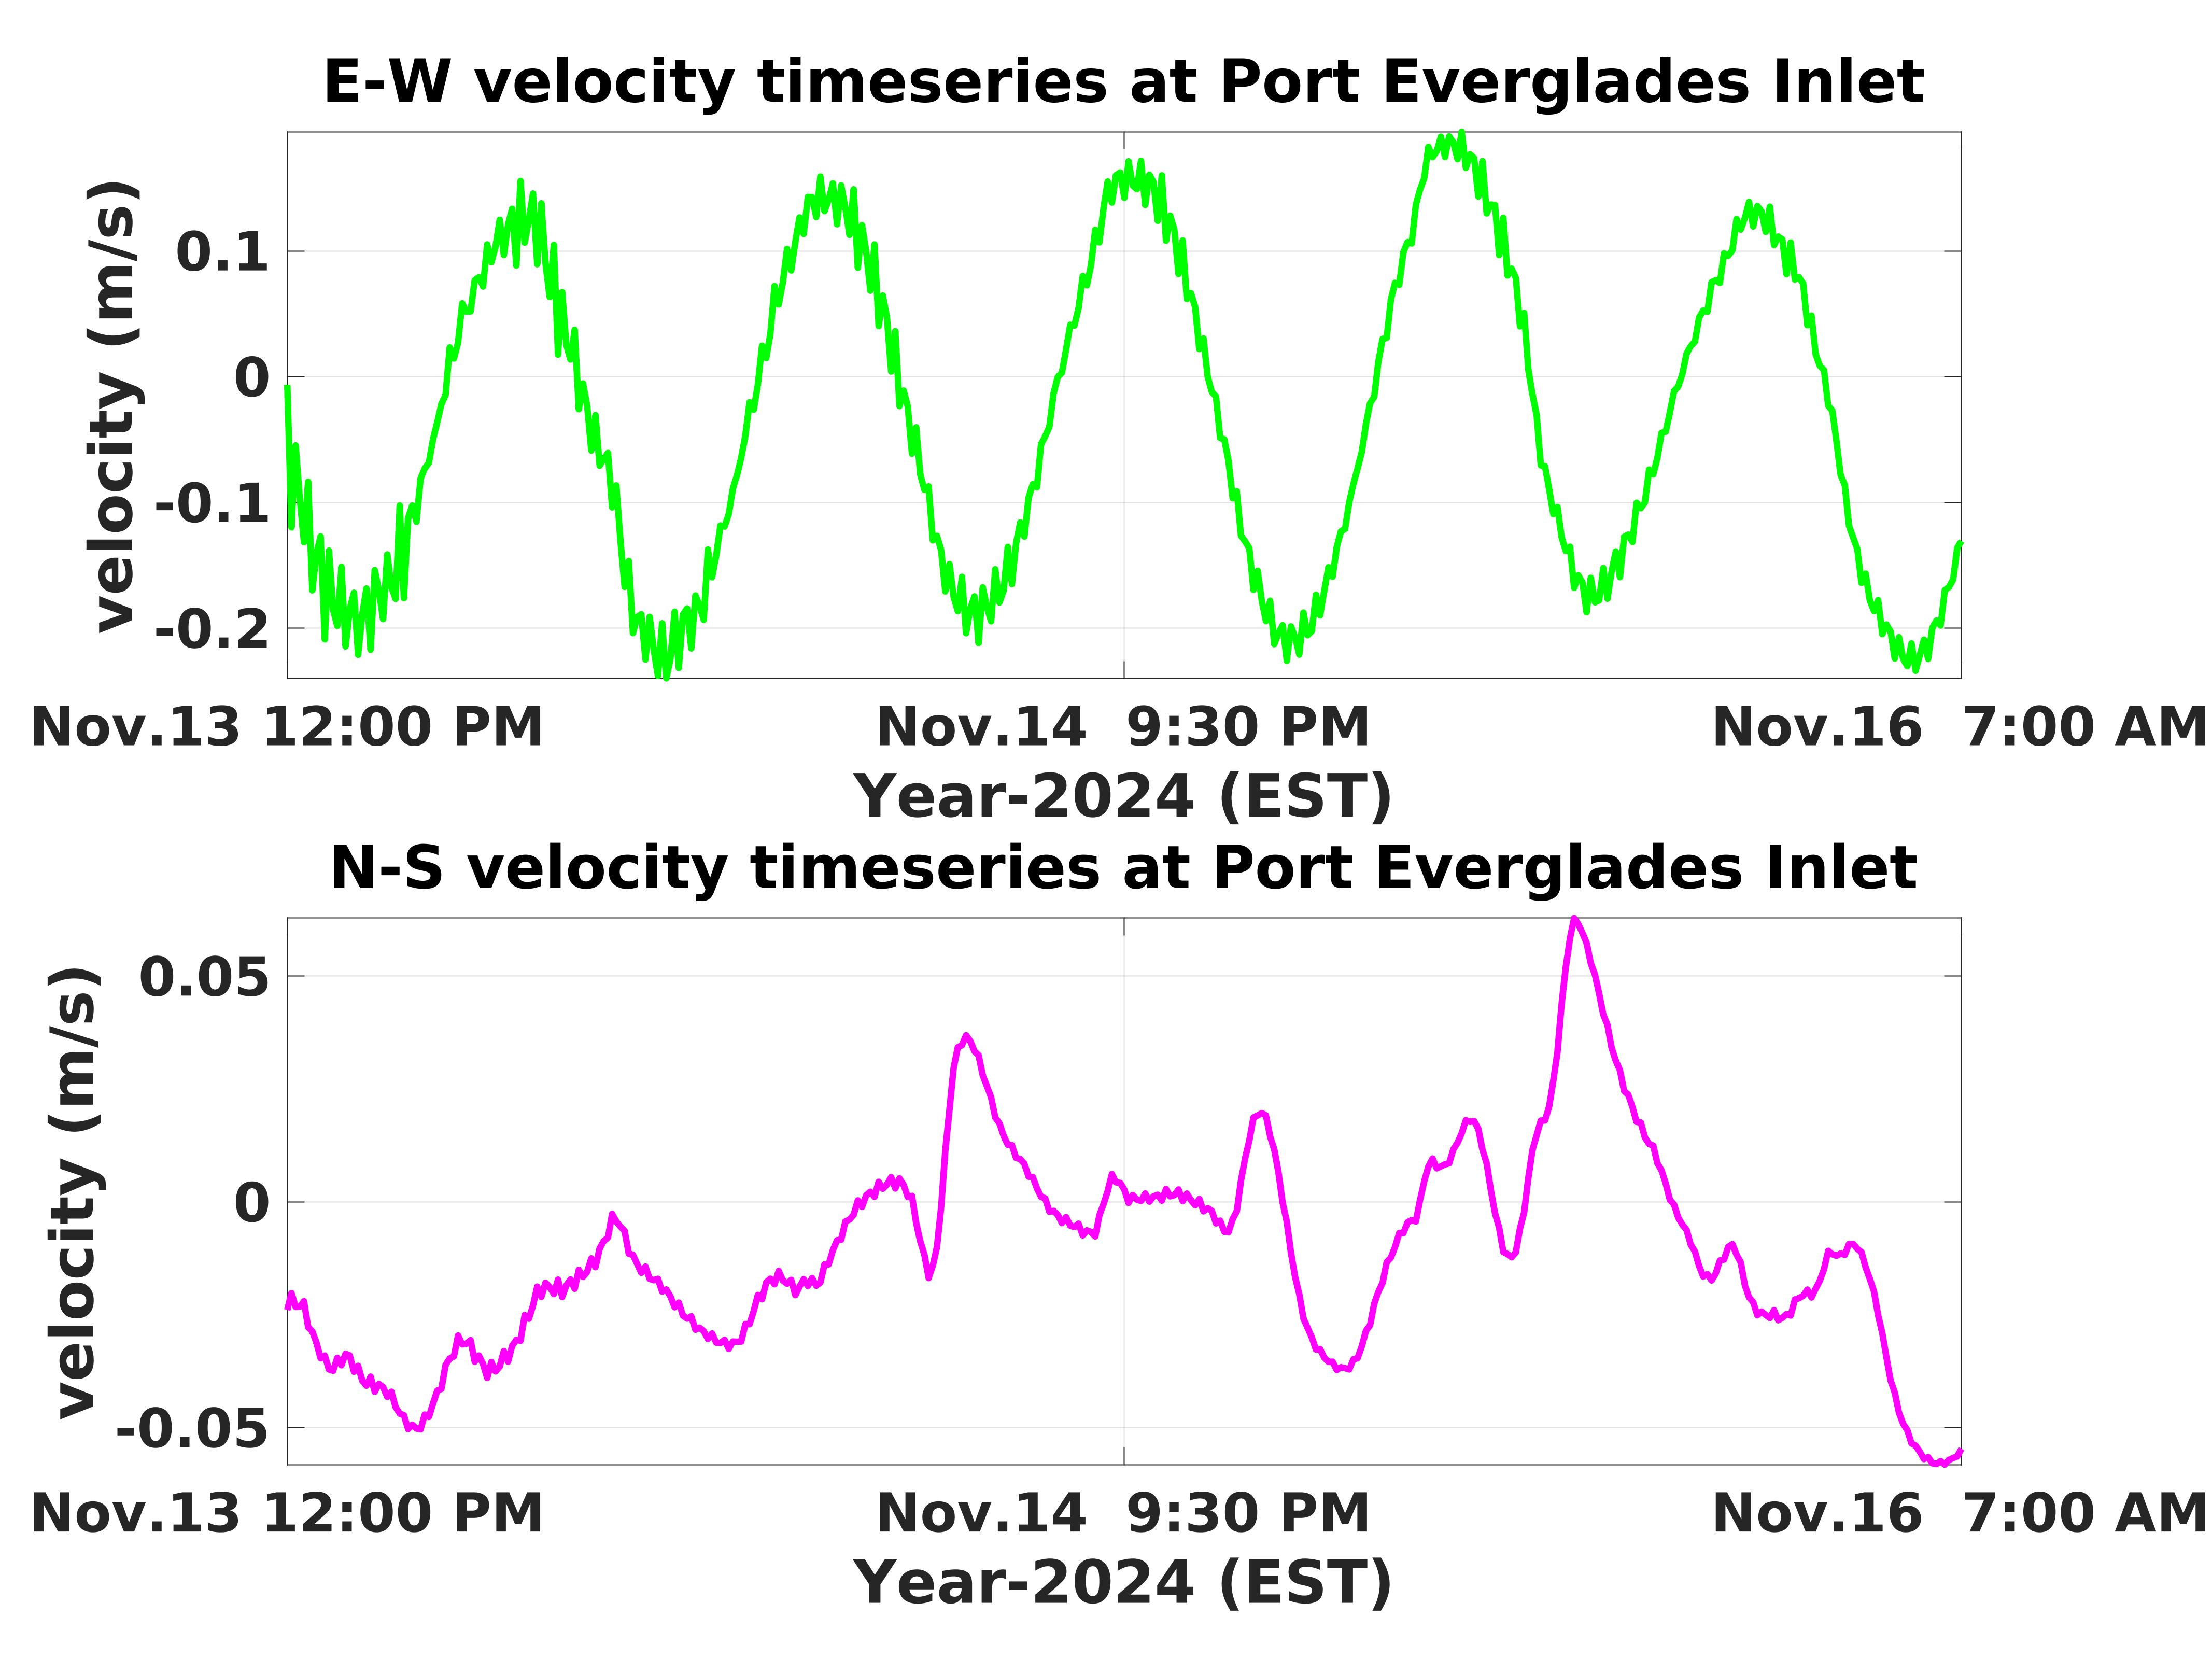 E-W velocity timeseries at Port Everglades Inlet
velocity (m/s)
0.1
0
-0.1
-0.2
Nov.13 12:00 PM Nov.14 9:30 PM Nov.16 7:00 AM
Year-2024 (EST)
N-S velocity timeseries at Port Everglades Inlet
velocity (m/s)
0.05
0
-0.05
Nov.13 12:00 PM Nov.14 9:30 PM Nov.16 7:00 AM
Year-2024 (EST)